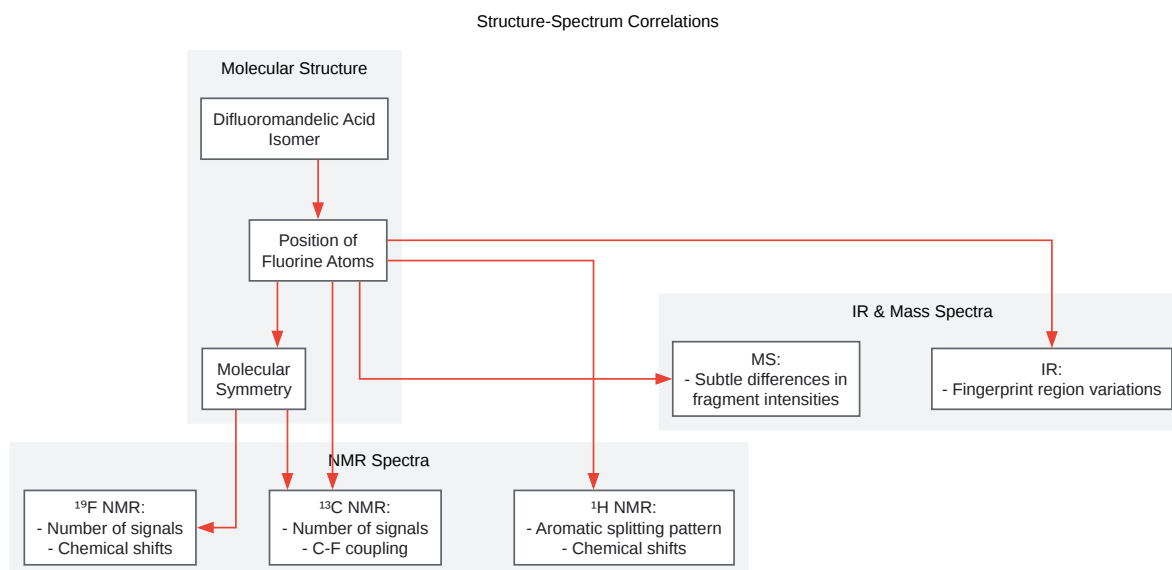 Structure-Spectrum Correlations
Molecular Structure
Difluoromandelic Acid
Isomer
Position of
Fluorine Atoms
Molecular
Symmetry
IR & Mass Spectra
MS:
- Subtle differences in
fragment intensities
IR:
- Fingerprint region variations
NMR Spectra
¹⁹F NMR:
- Number of signals
- Chemical shifts
¹³C NMR:
- Number of signals
- C-F coupling
¹H NMR:
- Aromatic splitting pattern
- Chemical shifts